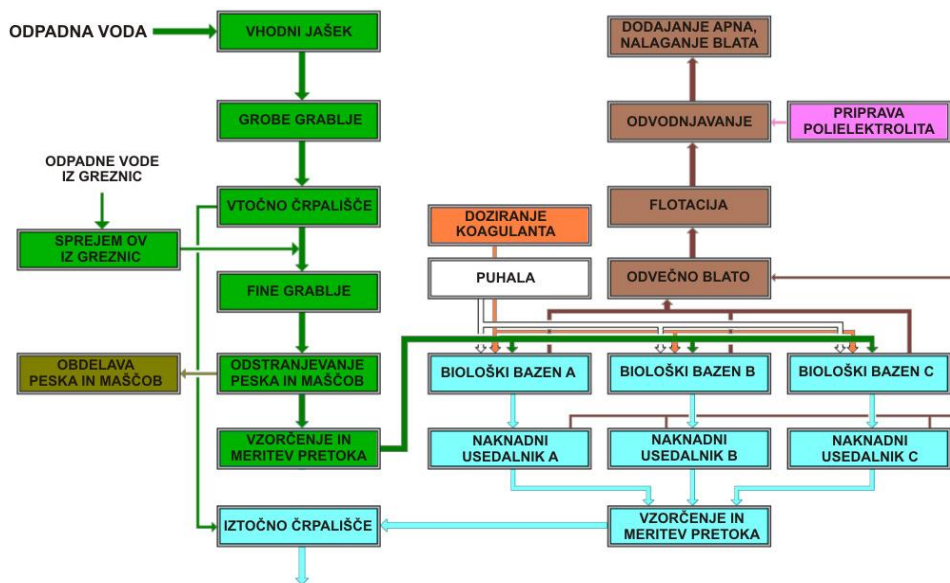 ODPADNA VODA
VHODNI JAŠEK
DODAJANJE APNA,
NALAGANJE BLATA
GROBE GRABLJE
ODVODNJAVANJE
PRIPRAVA
POLIELEKTROLITA
ODPADNE VODE
IZ GREZNIC
VTOČNO ČRPALIŠČE
FLOTACIJA
DOZIRANJE
KOAGULANTA
SPREJEM OV
IZ GREZNIC
FINE GRABLJE
PUHALA
ODVEČNO BLATO
OBDELAVA
PESKA IN MAŠČOB
ODSTRANJEVANJE
PESKA IN MAŠČOB
BIOLOŠKI BAZEN A
BIOLOŠKI BAZEN B
BIOLOŠKI BAZEN C
VZORČENJE IN
MERITEV PRETOKA
NAKNADNI
USEDALNIK A
NAKNADNI
USEDALNIK B
NAKNADNI
USEDALNIK C
IZTOČNO ČRPALIŠČE
VZORČENJE IN
MERITEV PRETOKA